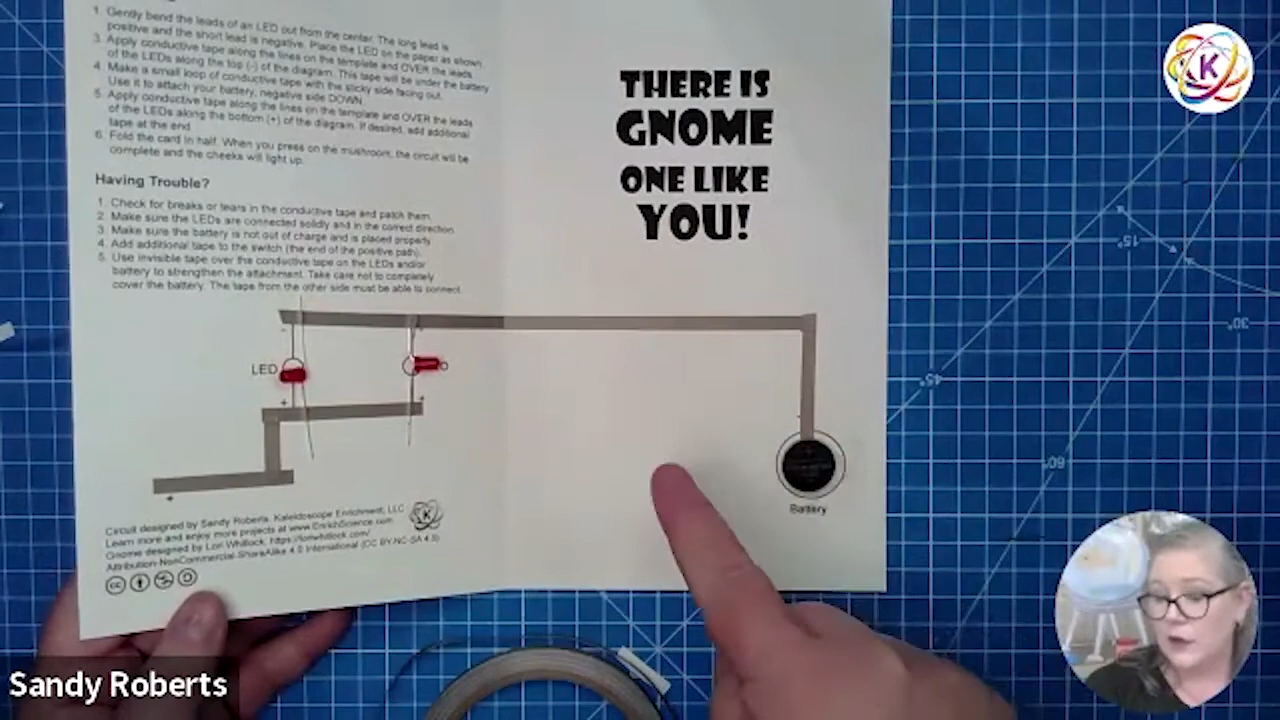 1. Gently bend the leads of an LED out from the center. The long lead is
positive and the short lead is negative. Place the LED on the paper as shown.
3. Apply conductive tape along the lines on the template and OVER the leads
of the LEDs along the top (-) of the diagram. This tape will be under the battery
4. Make a small loop of conductive tape with the sticky side facing out.
Use it to attach your battery, negative side DOWN.
5. Apply conductive tape along the lines on the template and OVER the leads
of the LEDs along the bottom (+) of the diagram. If desired, add additional
tape at the end
6. Fold the card in half. When you press on the mushroom, the circuit will be
complete and the cheeks will light up.
Having Trouble?
1. Check for breaks or tears in the conductive tape and patch them.
2. Make sure the LEDs are connected solidly and in the correct direction.
3. Make sure the battery is not out of charge and is placed properly
4. Add additional tape to the switch (the end of the positive path).
5. Use invisible tape over the conductive tape on the LEDs and/or
battery to strengthen the attachment. Take care not to completely
cover the battery. The tape from the other side must be able to connect
THERE IS
GNOME
ONE LIKE
YOU!
- -
LED
+ +
+
-
Battery
Circuit designed by Sandy Roberts, Kaleidoscope Enrichment, LLC
Learn more and enjoy more projects at www.EnrichScience.com
Gnome designed by Lori Whitlock, https://loriwhitlock.com/
Attribution-NonCommercial-ShareAlike 4.0 International (CC BY-NC-SA 4.0)
K
cc
K
15°
30°
45°
60°
Sandy Roberts